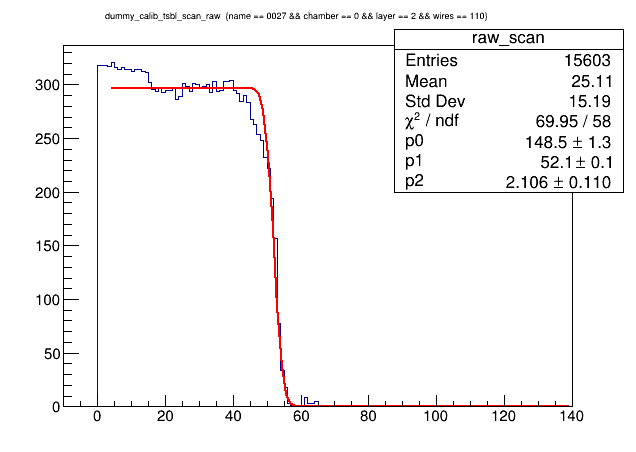 dummy_calib_tsbl_scan_raw (name == 0027 && chamber == 0 && layer == 2 && wires == 110)
raw_scan
Entries 15603
Mean 25.11
Std Dev 15.19
χ² / ndf 69.95 / 58
p0 148.5 ± 1.3
p1 52.1 ± 0.1
p2 2.106 ± 0.110
300
250
200
150
100
50
0
0 20 40 60 80 100 120 140